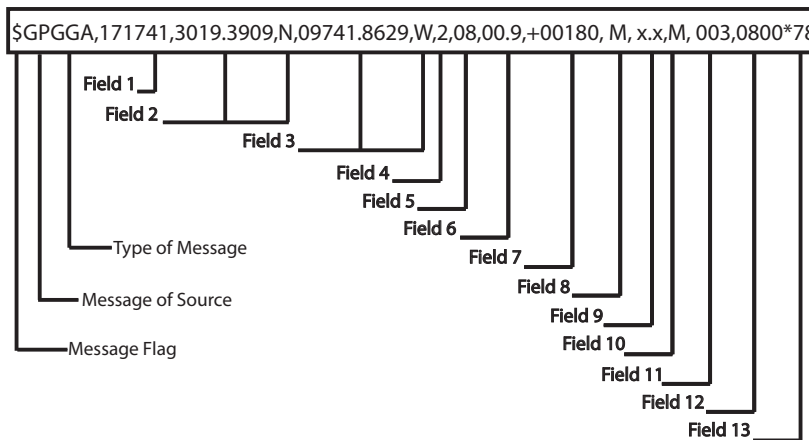 $GPGGA,171741,3019.3909,N,09741.8629,W,2,08,00.9,+00180, M, x.x,M, 003,0800*78
Field 1
Field 2
Field 3
Field 4
Field 5
Field 6
Type of Message
Field 7
Field 8
Message of Source
Field 9
Field 10
Message Flag
Field 11
Field 12
Field 13